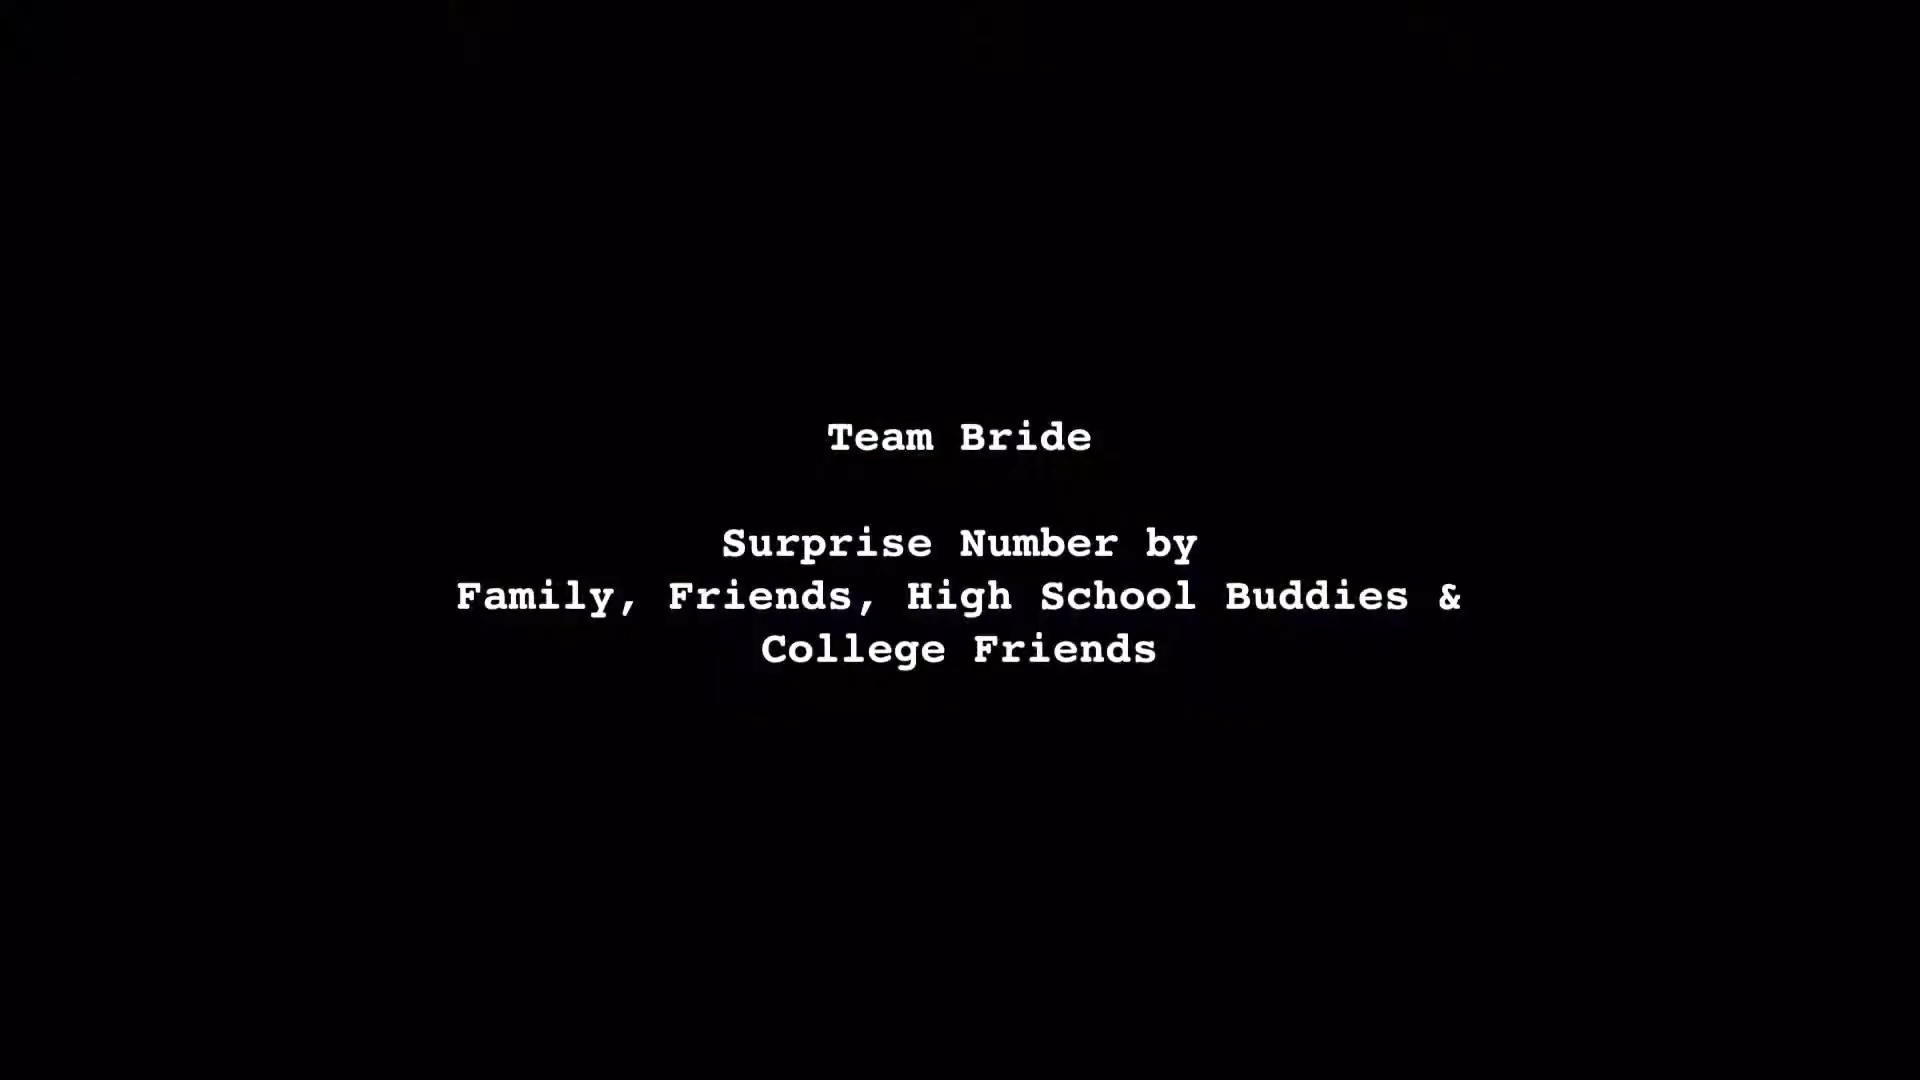 Team Bride
Surprise Number by
Family, Friends, High School Buddies &
College Friends